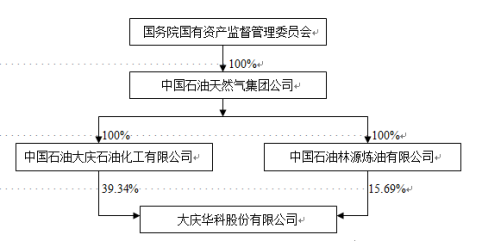 国务院国有资产监督管理委员会
100%
中国石油天然气集团公司
100%
100%
中国石油大庆石油化工有限公司
中国石油林源炼油有限公司
39.34%
15.69%
大庆华科股份有限公司